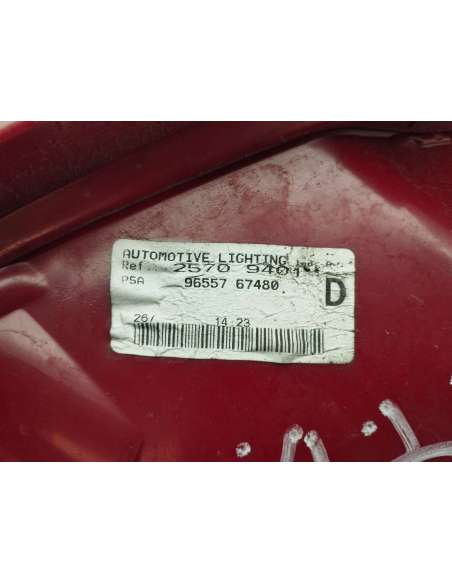 AUTOMOTIVE LIGHTING
Ref. 2570 9401
PSA 96557 67480
D
267 14 23